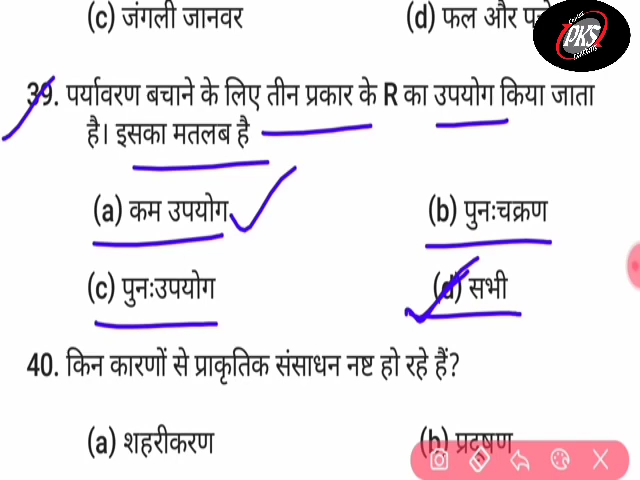 (c) जंगली जानवर (d) फल और
PKS
39. पर्यावरण बचाने के लिए तीन प्रकार के R का उपयोग किया जाता
है। इसका मतलब है
(a) कम उपयोग (b) पुनःचक्रण
(c) पुनःउपयोग (d) सभी
40. किन कारणों से प्राकृतिक संसाधन नष्ट हो रहे हैं?
(a) शहरीकरण (b) प्रदूषण